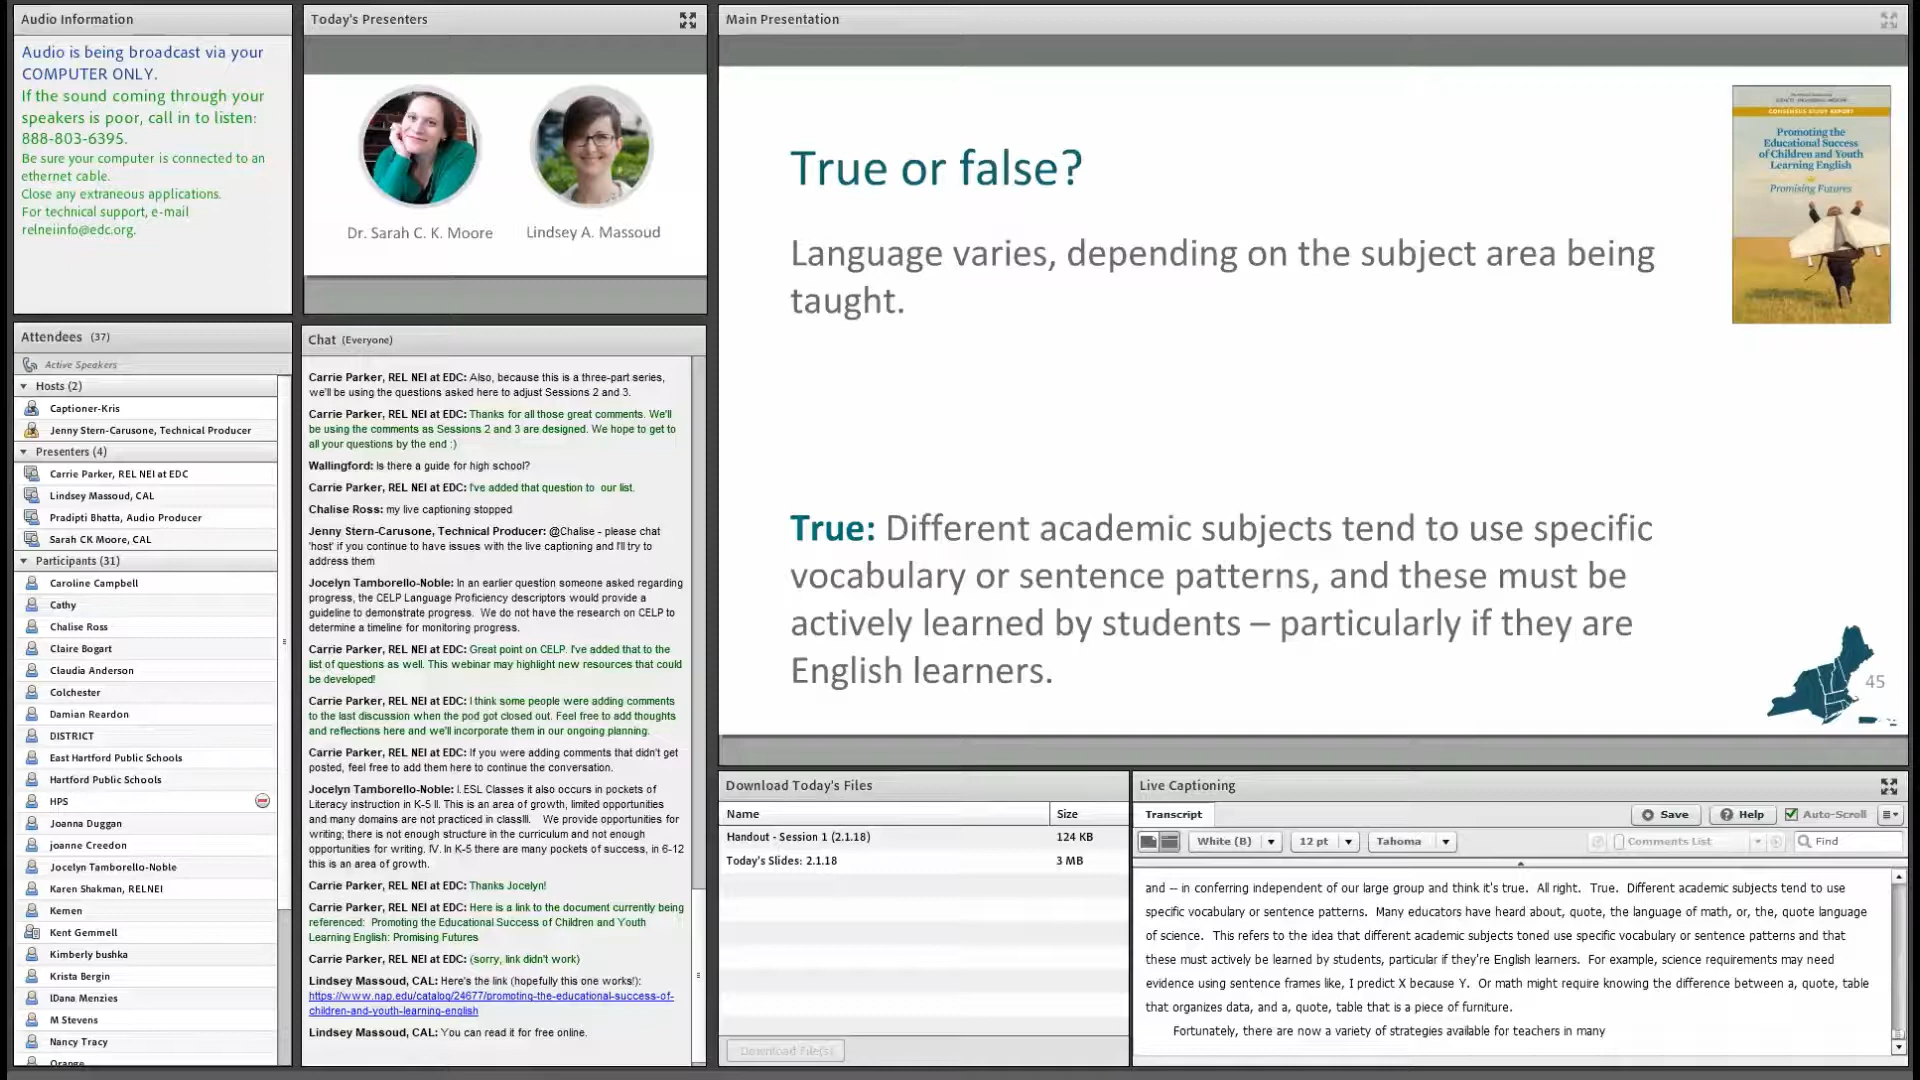 Audio Information
Audio is being broadcast via your
COMPUTER ONLY.
If the sound coming through your
speakers is poor, call in to listen:
888-803-6395.
Be sure your computer is connected to an
ethernet cable.
Close any extraneous applications.
For technical support, e-mail
relneiinfo@edc.org.
Today's Presenters
Dr. Sarah C. K. Moore
Lindsey A. Massoud
Attendees (37)
Active Speakers
Hosts (2)
Captioner-Kris
Jenny Stern-Carusone, Technical Producer
Presenters (4)
Carrie Parker, REL NEI at EDC
Lindsey Massoud, CAL
Pradipti Bhatta, Audio Producer
Sarah CK Moore, CAL
Participants (31)
Caroline Campbell
Cathy
Chalise Ross
Claire Bogart
Claudia Anderson
Colchester
Damian Reardon
DISTRICT
East Hartford Public Schools
Hartford Public Schools
HPS
Joanna Duggan
joanne Creedon
Jocelyn Tamborello-Noble
Karen Shakman, RELNEI
Kemen
Kent Gemmell
Kimberly bushka
Krista Bergin
lDana Menzies
M Stevens
Nancy Tracy
Orange
Chat (Everyone)
Carrie Parker, REL NEI at EDC: Also, because this is a three-part series,
we'll be using the questions asked here to adjust Sessions 2 and 3.
Carrie Parker, REL NEI at EDC: Thanks for all those great comments. We'll
be using the comments as Sessions 2 and 3 are designed. We hope to get to
all your questions by the end :)
Wallingford: Is there a guide for high school?
Carrie Parker, REL NEI at EDC: I've added that question to our list.
Chalise Ross: my live captioning stopped
Jenny Stern-Carusone, Technical Producer: @Chalise - please chat
'host' if you continue to have issues with the live captioning and I'll try to
address them
Jocelyn Tamborello-Noble: In an earlier question someone asked regarding
progress, the CELP Language Proficiency descriptors would provide a
guideline to demonstrate progress. We do not have the research on CELP to
determine a timeline for monitoring progress.
Carrie Parker, REL NEI at EDC: Great point on CELP. I've added that to the
list of questions as well. This webinar may highlight new resources that could
be developed!
Carrie Parker, REL NEI at EDC: I think some people were adding comments
to the last discussion when the pod got closed out. Feel free to add thoughts
and reflections here and we'll incorporate them in our ongoing planning.
Carrie Parker, REL NEI at EDC: If you were adding comments that didn't get
posted, feel free to add them here to continue the conversation.
Jocelyn Tamborello-Noble: I. ESL Classes it also occurs in pockets of
Literacy instruction in K-5 II. This is an area of growth, limited opportunities
and many domains are not practiced in classIII. We provide opportunities for
writing; there is not enough structure in the curriculum and not enough
opportunities for writing. IV. In K-5 there are many pockets of success, in 6-12
this is an area of growth.
Carrie Parker, REL NEI at EDC: Thanks Jocelyn!
Carrie Parker, REL NEI at EDC: Here is a link to the document currently being
referenced: Promoting the Educational Success of Children and Youth
Learning English: Promising Futures
Carrie Parker, REL NEI at EDC: (sorry, link didn't work)
Lindsey Massoud, CAL: Here's the link (hopefully this one works!):
https://www.nap.edu/catalog/24677/promoting-the-educational-success-of-
children-and-youth-learning-english
Lindsey Massoud, CAL: You can read it for free online.
Main Presentation
True or false?
Language varies, depending on the subject area being
taught.
True: Different academic subjects tend to use specific
vocabulary or sentence patterns, and these must be
actively learned by students – particularly if they are
English learners.
45
CONSENSUS STUDY REPORT
Promoting the
Educational Success
of Children and Youth
Learning English
Promising Futures
Download Today's Files
Name Size
Handout - Session 1 (2.1.18) 124 KB
Today's Slides: 2.1.18 3 MB
Download File(s)
Live Captioning
Transcript Save Help Auto-Scroll
White (B) 12 pt Tahoma Comments List Find
and -- in conferring independent of our large group and think it's true. All right. True. Different academic subjects tend to use
specific vocabulary or sentence patterns. Many educators have heard about, quote, the language of math, or, the, quote language
of science. This refers to the idea that different academic subjects toned use specific vocabulary or sentence patterns and that
these must actively be learned by students, particular if they're English learners. For example, science requirements may need
evidence using sentence frames like, I predict X because Y. Or math might require knowing the difference between a, quote, table
that organizes data, and a, quote, table that is a piece of furniture.
Fortunately, there are now a variety of strategies available for teachers in many